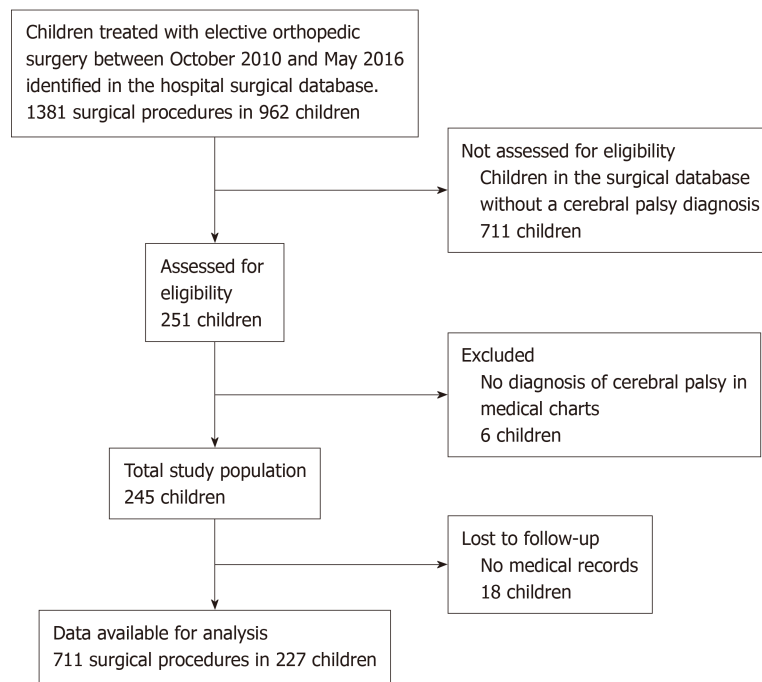 Children treated with elective orthopedic
surgery between October 2010 and May 2016
identified in the hospital surgical database.
1381 surgical procedures in 962 children
Not assessed for eligibility
Children in the surgical database
without a cerebral palsy diagnosis
711 children
Assessed for
eligibility
251 children
Excluded
No diagnosis of cerebral palsy in
medical charts
6 children
Total study population
245 children
Lost to follow-up
No medical records
18 children
Data available for analysis
711 surgical procedures in 227 children